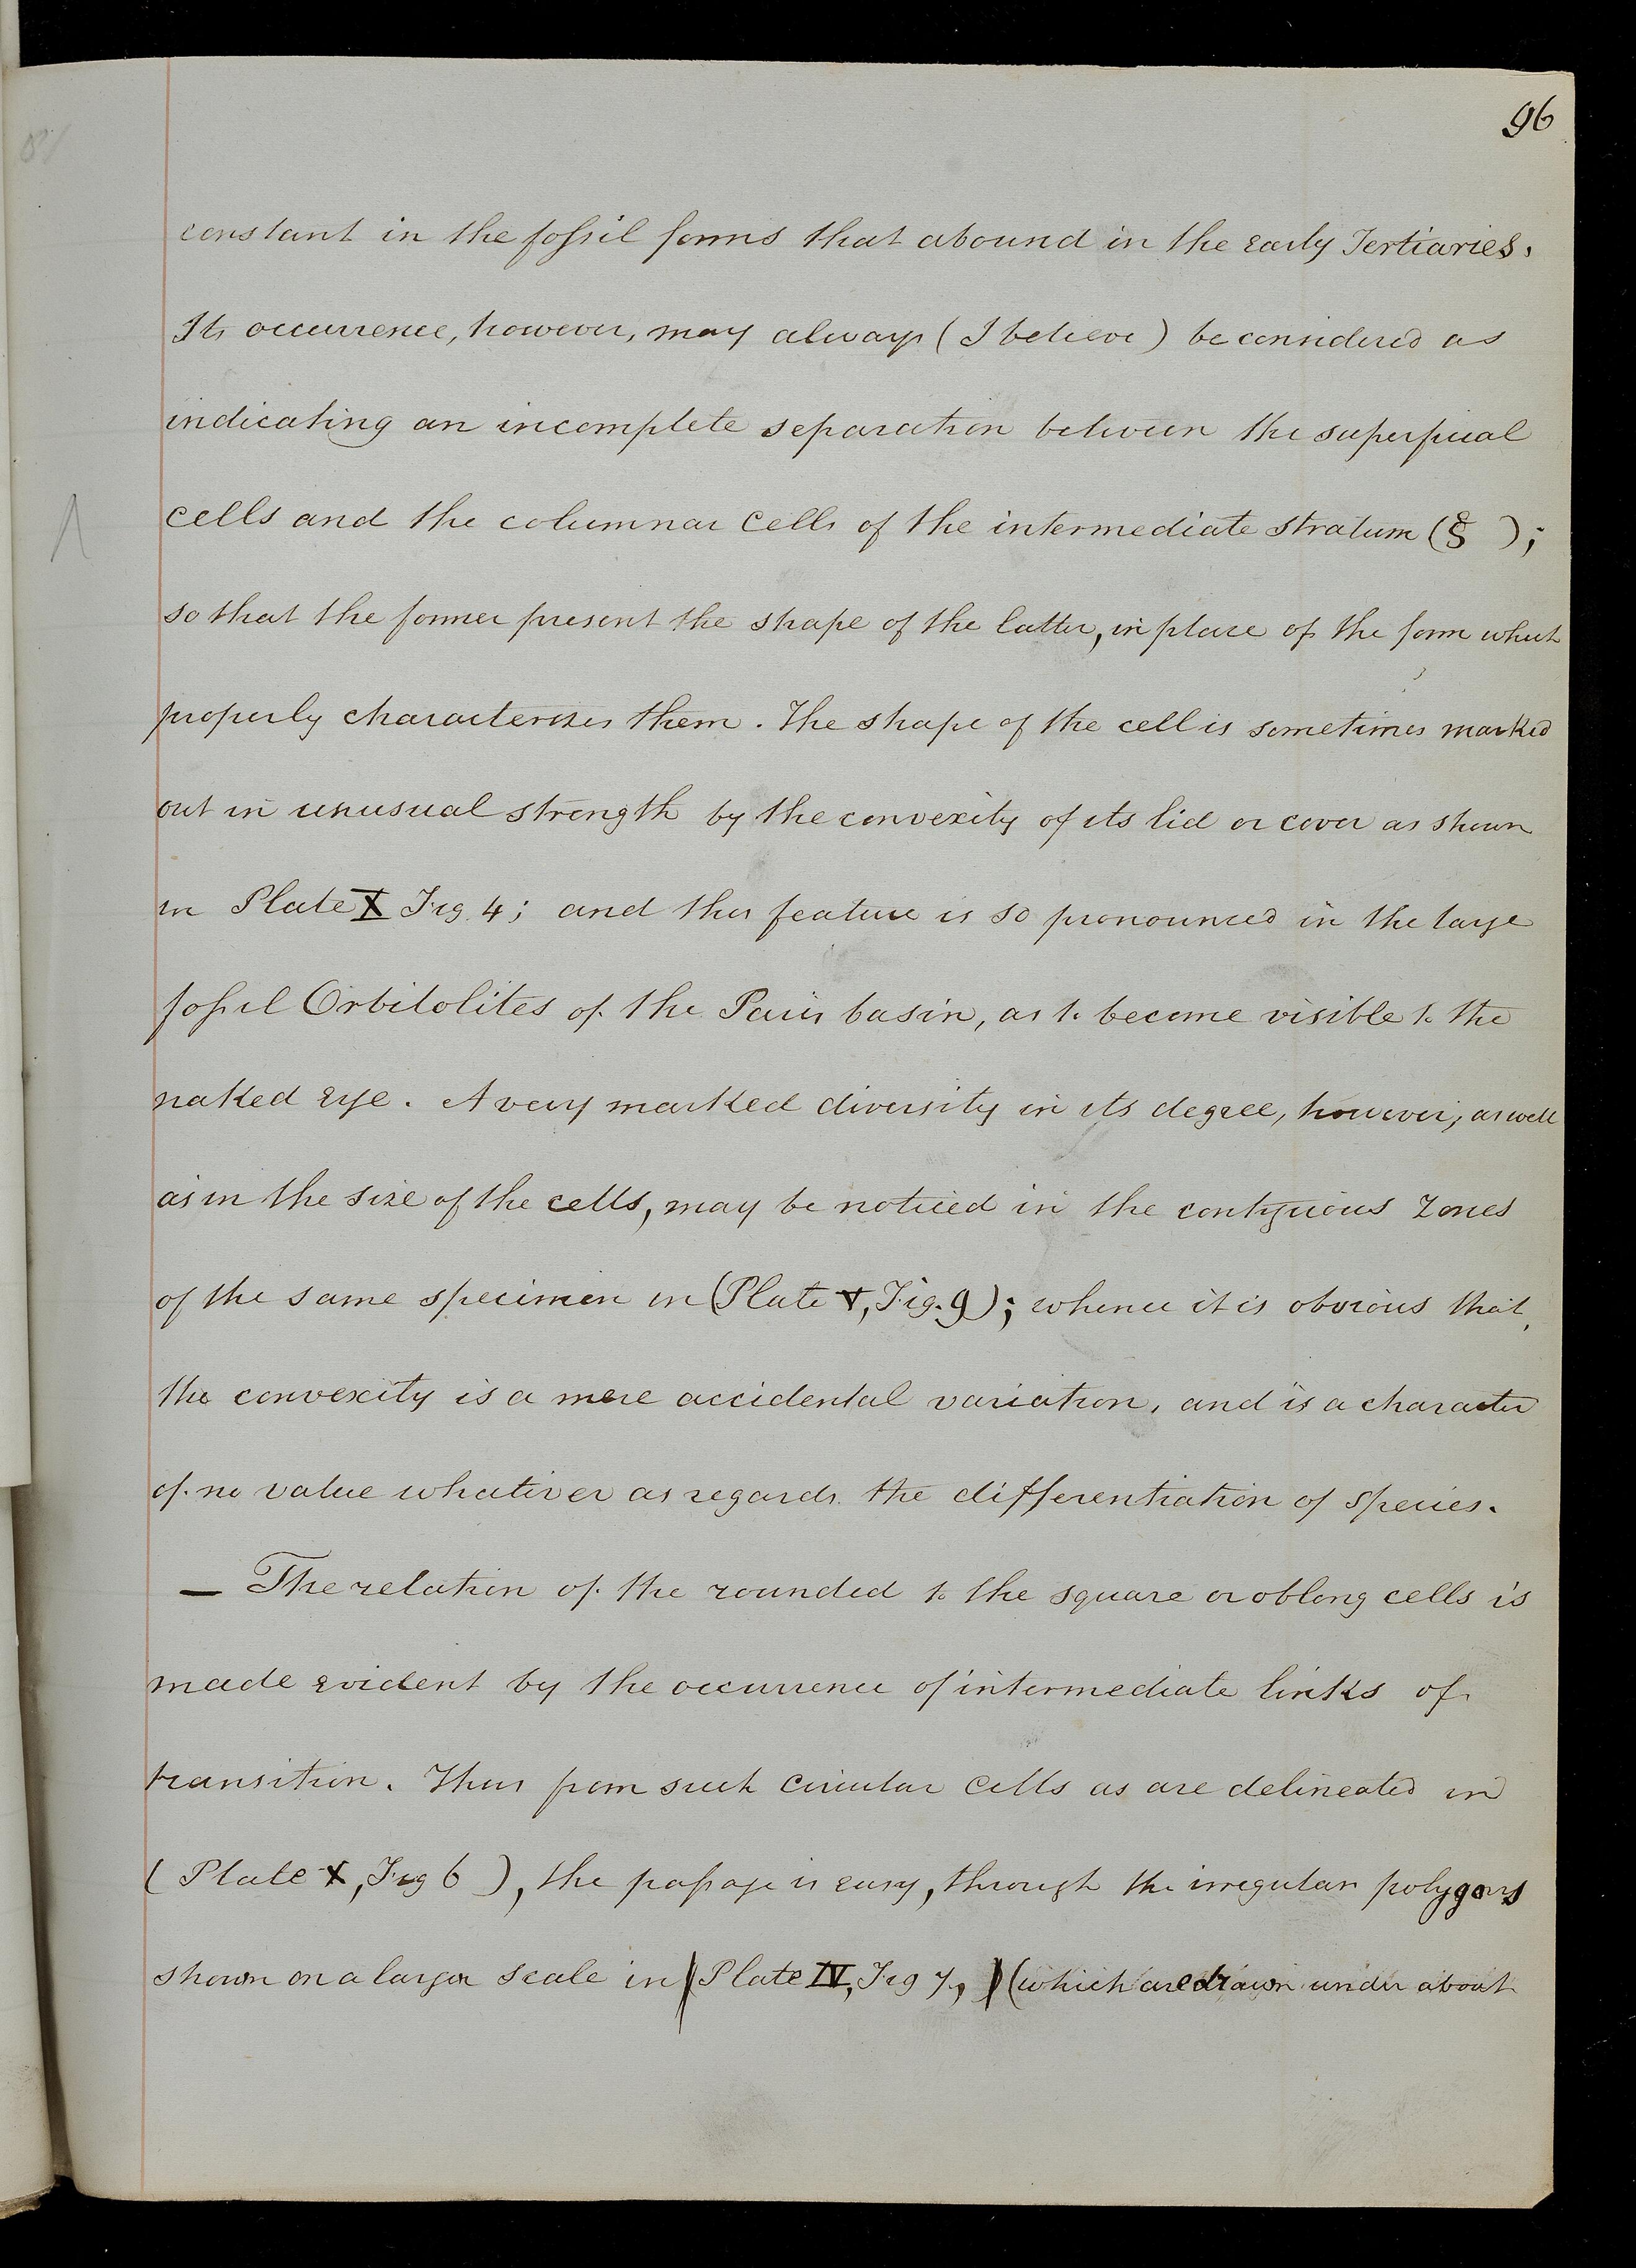 96
constant in the fossil forms that abound in the early Tertiaries.
Its occurrence, however, may always (I believe) be considered as
indicating an incomplete separation between the superficial
cells and the columnar cells of the intermediate stratum (§ );
so that the former present the shape of the latter, in place of the form which
properly characterizes them. The shape of the cell is sometimes marked
out in unusual strength by the convexity of its lid or cover as shown
in Plate X Fig. 4; and this feature is so pronounced in the large
fossil Orbitolites of the Paris basin, as to become visible to the
naked eye. A very marked diversity in its degree, however, as well
as in the size of the cells, may be noticed in the contiguous zones
of the same specimen in (Plate V, Fig. 9); whence it is obvious that,
the convexity is a mere accidental variation, and is a character
of no value whatever as regards the differentiation of species.
— The relation of the rounded to the square or oblong cells is
made evident by the occurrence of intermediate links of
transition. Thus from such circular cells as are delineated in
( Plate X, Fig 6 ), the passage is easy, through the irregular polygons
shown on a larger scale in (Plate IV, Fig 7, ) (which are drawn under about